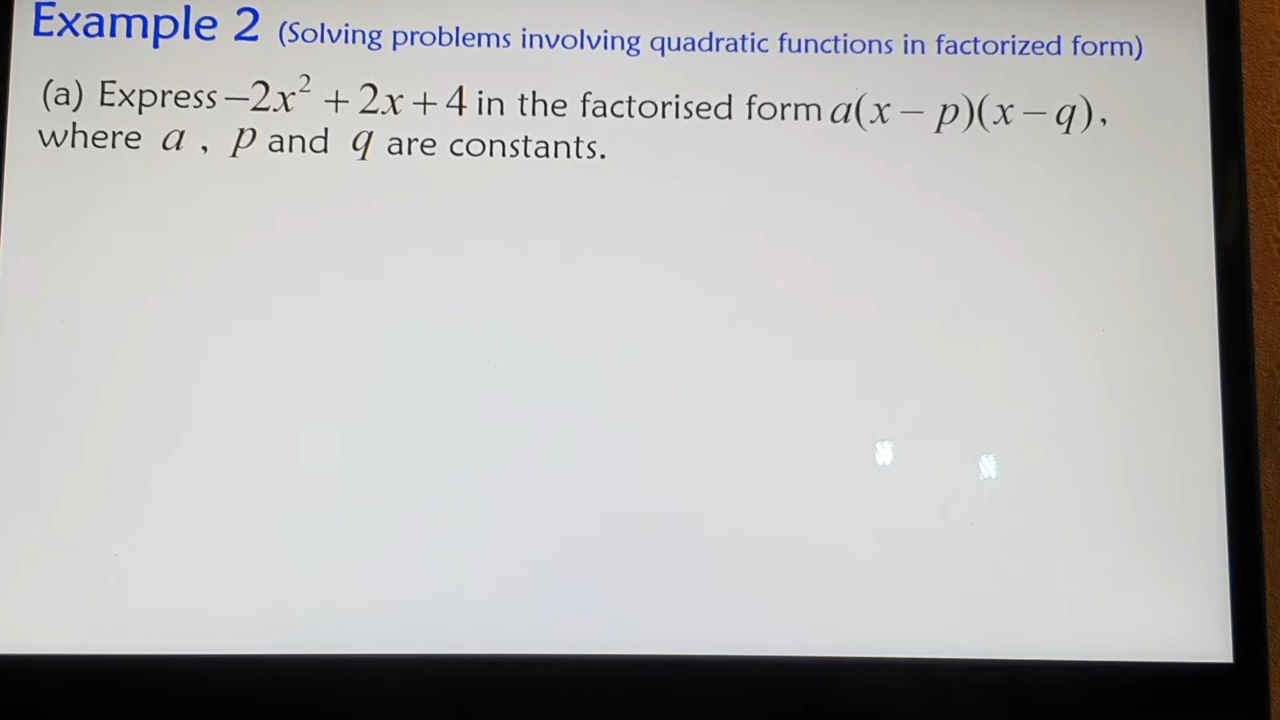 Example 2 (Solving problems involving quadratic functions in factorized form)
(a) Express −2x² + 2x + 4 in the factorised form a(x − p)(x − q),
where a , p and q are constants.